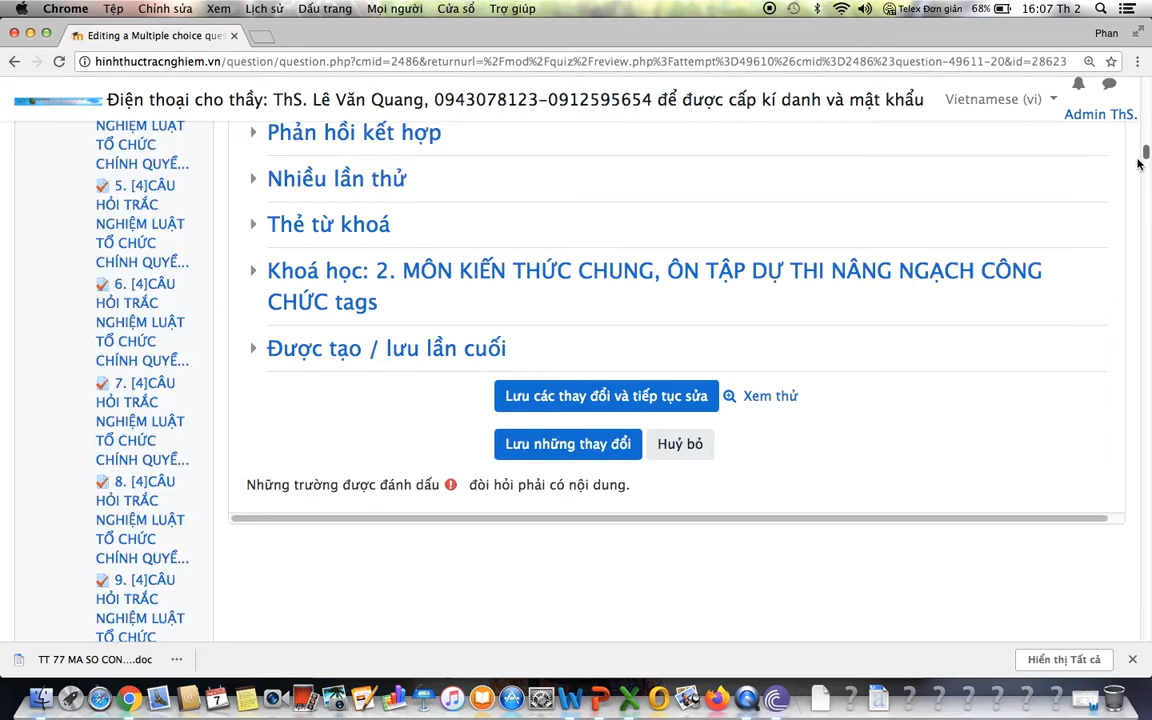 Chrome Tệp Chỉnh sửa Xem Lịch sử Dấu trang Mọi người Cửa sổ Trợ giúp Telex Đơn giản 68% 16:07 Th 2
Editing a Multiple choice ques
Phan
hinhthuctracnghiem.vn/question/question.php?cmid=2486&returnurl=%2Fmod%2Fquiz%2Freview.php%3Fattempt%3D49610%26cmid%3D2486%23question-49611-20&id=28623
Điện thoại cho thầy: ThS. Lê Văn Quang, 0943078123-0912595654 để được cấp kí danh và mật khẩu
Vietnamese (vi)
Admin ThS.
NGHIỆM LUẬT
TỔ CHỨC
CHÍNH QUYỀ...
5. [4]CÂU
HỎI TRẮC
NGHIỆM LUẬT
TỔ CHỨC
CHÍNH QUYỀ...
6. [4]CÂU
HỎI TRẮC
NGHIỆM LUẬT
TỔ CHỨC
CHÍNH QUYỀ...
7. [4]CÂU
HỎI TRẮC
NGHIỆM LUẬT
TỔ CHỨC
CHÍNH QUYỀ...
8. [4]CÂU
HỎI TRẮC
NGHIỆM LUẬT
TỔ CHỨC
CHÍNH QUYỀ...
9. [4]CÂU
HỎI TRẮC
NGHIỆM LUẬT
TỔ CHỨC
Phản hồi kết hợp
Nhiều lần thử
Thẻ từ khoá
Khoá học: 2. MÔN KIẾN THỨC CHUNG, ÔN TẬP DỰ THI NÂNG NGẠCH CÔNG
CHỨC tags
Được tạo / lưu lần cuối
Lưu các thay đổi và tiếp tục sửa Xem thử
Lưu những thay đổi Huỷ bỏ
Những trường được đánh dấu đòi hỏi phải có nội dung.
TT 77 MA SO CON....doc
Hiển thị Tất cả